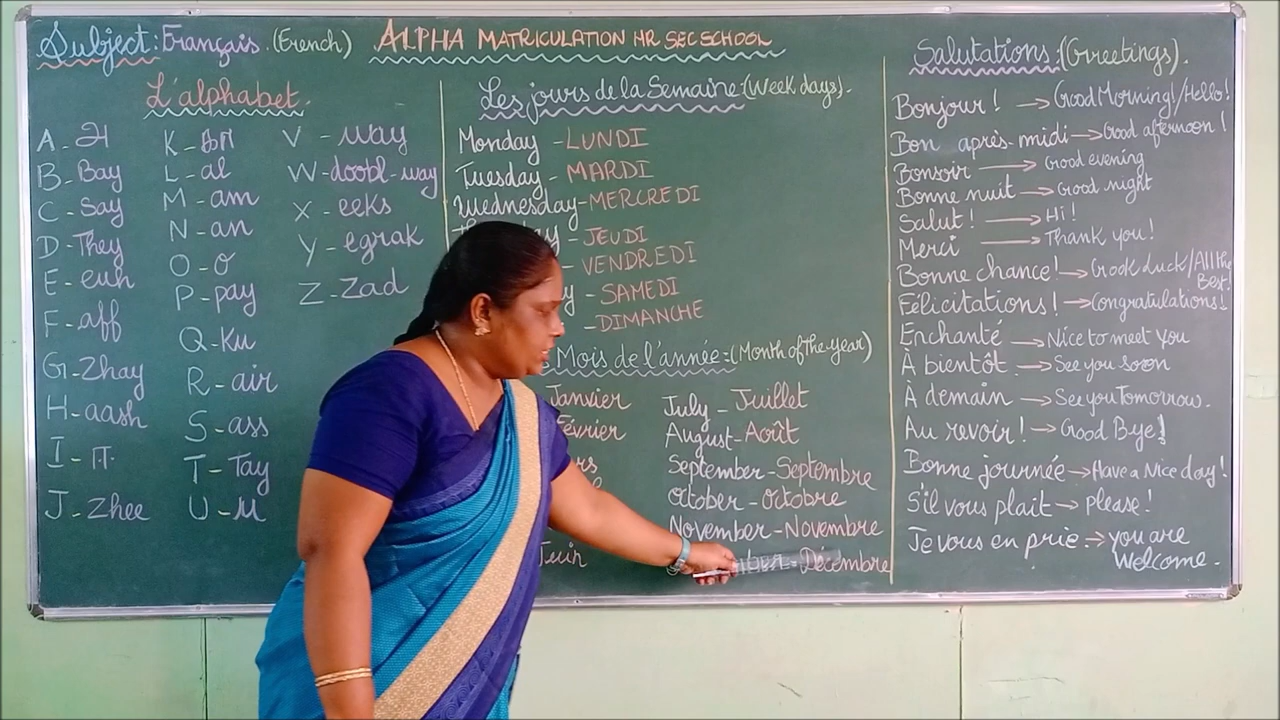 Subject: Français. (French) ALPHA MATRICULATION HR SEC SCHOOL
L'alphabet.
A - அ
B - Bay
C - Say
D - They
E - euh
F - aff
G - Zhay
H - aash
I - ஈ
J - Zhee
K - கா
L - al
M - am
N - an
O - o
P - pay
Q - Ku
R - air
S - ass
T - Tay
U - 
V - way
W - doobl-way
X - eeks
Y - egrak
Z - Zad
Les jours de la Semaine: (Week days).
Monday - LUNDI
Tuesday - MARDI
Wednesday - MERCREDI
- JEUDI
- VENDREDI
- SAMEDI
- DIMANCHE
Mois de l'année: (Month of the year)
Janvier
Février
Juin
July - Juillet
August - Août
September - Septembre
October - Octobre
November - Novembre
- Décembre
Salutations: (Greetings).
Bonjour! → Good Morning!/Hello!
Bon après-midi → Good afternoon!
Bonsoir → Good evening
Bonne nuit → Good night
Salut! → Hi!
Merci → Thank you!
Bonne chance! → Good luck/All the
Best!
Félicitations! → Congratulations!
Enchanté → Nice to meet you
À bientôt → See you soon
À demain → See you Tomorrow.
Au revoir! → Good Bye!
Bonne journée → Have a Nice day!
S'il vous plait → please!
Je vous en prie. → you are
Welcome.